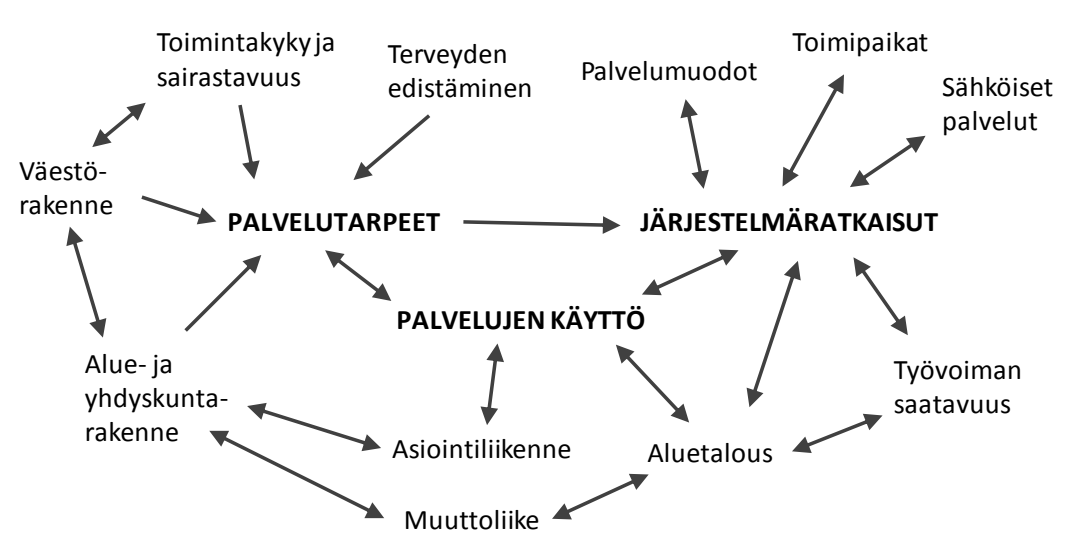 Toimintakyky ja
sairastavuus
Terveyden
edistäminen
Palvelumuodot
Toimipaikat
Sähköiset
palvelut
Väestö-
rakenne
PALVELUTARPEET
JÄRJESTELMÄRATKAISUT
PALVELUJEN KÄYTTÖ
Alue- ja
yhdyskunta-
rakenne
Työvoiman
saatavuus
Asiointiliikenne
Aluetalous
Muuttoliike